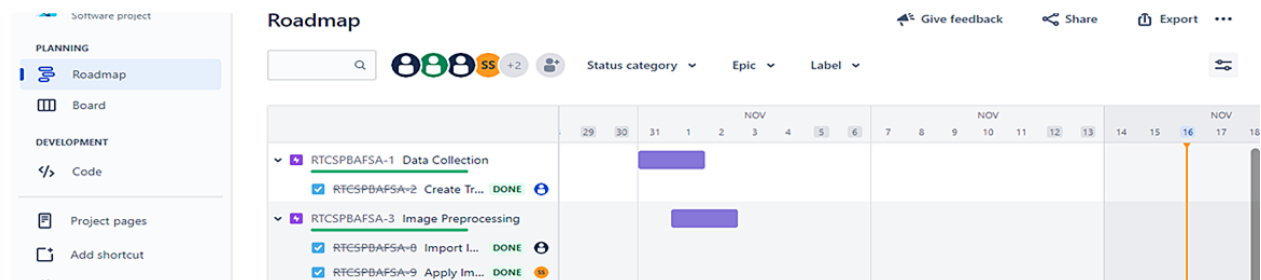 Software project
Roadmap
Give feedback
Share
Export
PLANNING
Roadmap
SS
+2
Status category
Epic
Label
Board
NOV
NOV
NOV
29 30 31 1 2 3 4 5 6 7 8 9 10 11 12 13 14 15 16 17 18
DEVELOPMENT
RTCSPBAFSA-1 Data Collection
Code
RTCSPBAFSA-2 Create Tr... DONE
Project pages
RTCSPBAFSA-3 Image Preprocessing
Add shortcut
RTCSPBAFSA-8 Import I... DONE
RTCSPBAFSA-9 Apply Im... DONE SS